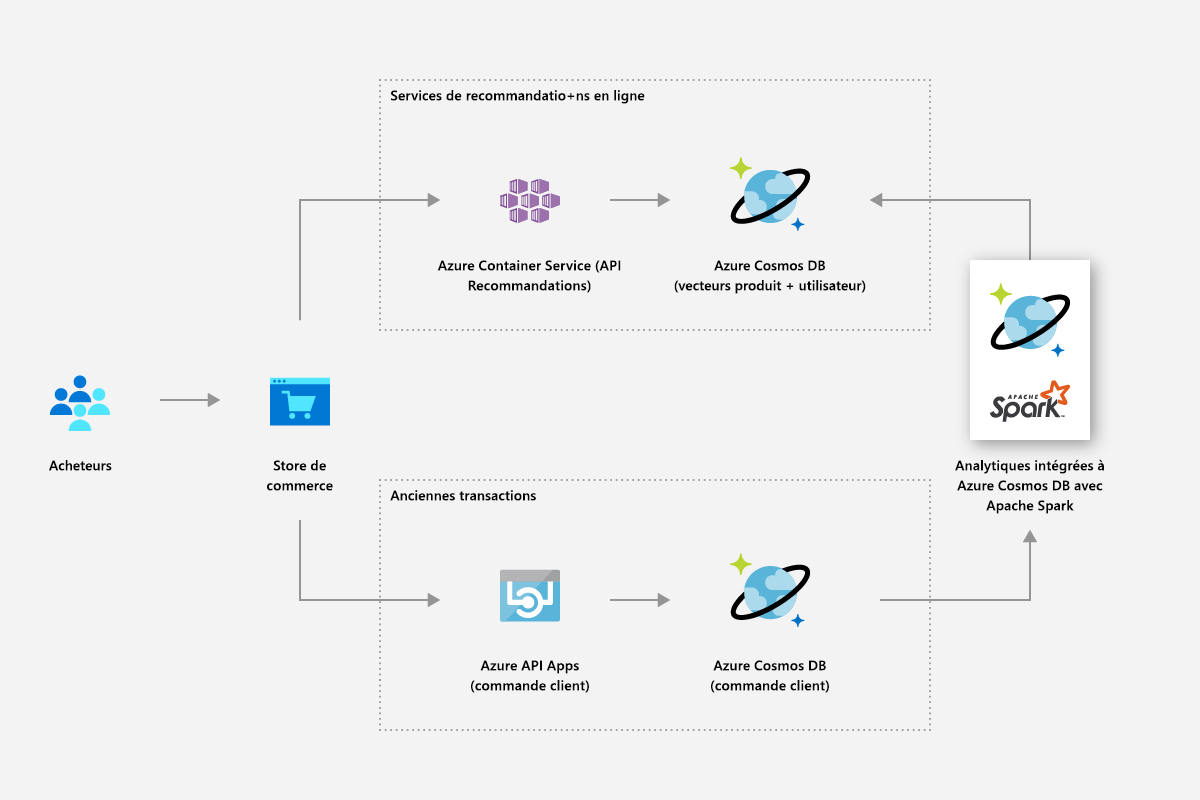 Services de recommandatio+ns en ligne
Azure Container Service (API
Recommandations)
Azure Cosmos DB
(vecteurs produit + utilisateur)
Acheteurs
Store de
commerce
APACHE
Spark™
Analytiques intégrées à
Azure Cosmos DB avec
Apache Spark
Anciennes transactions
Azure API Apps
(commande client)
Azure Cosmos DB
(commande client)